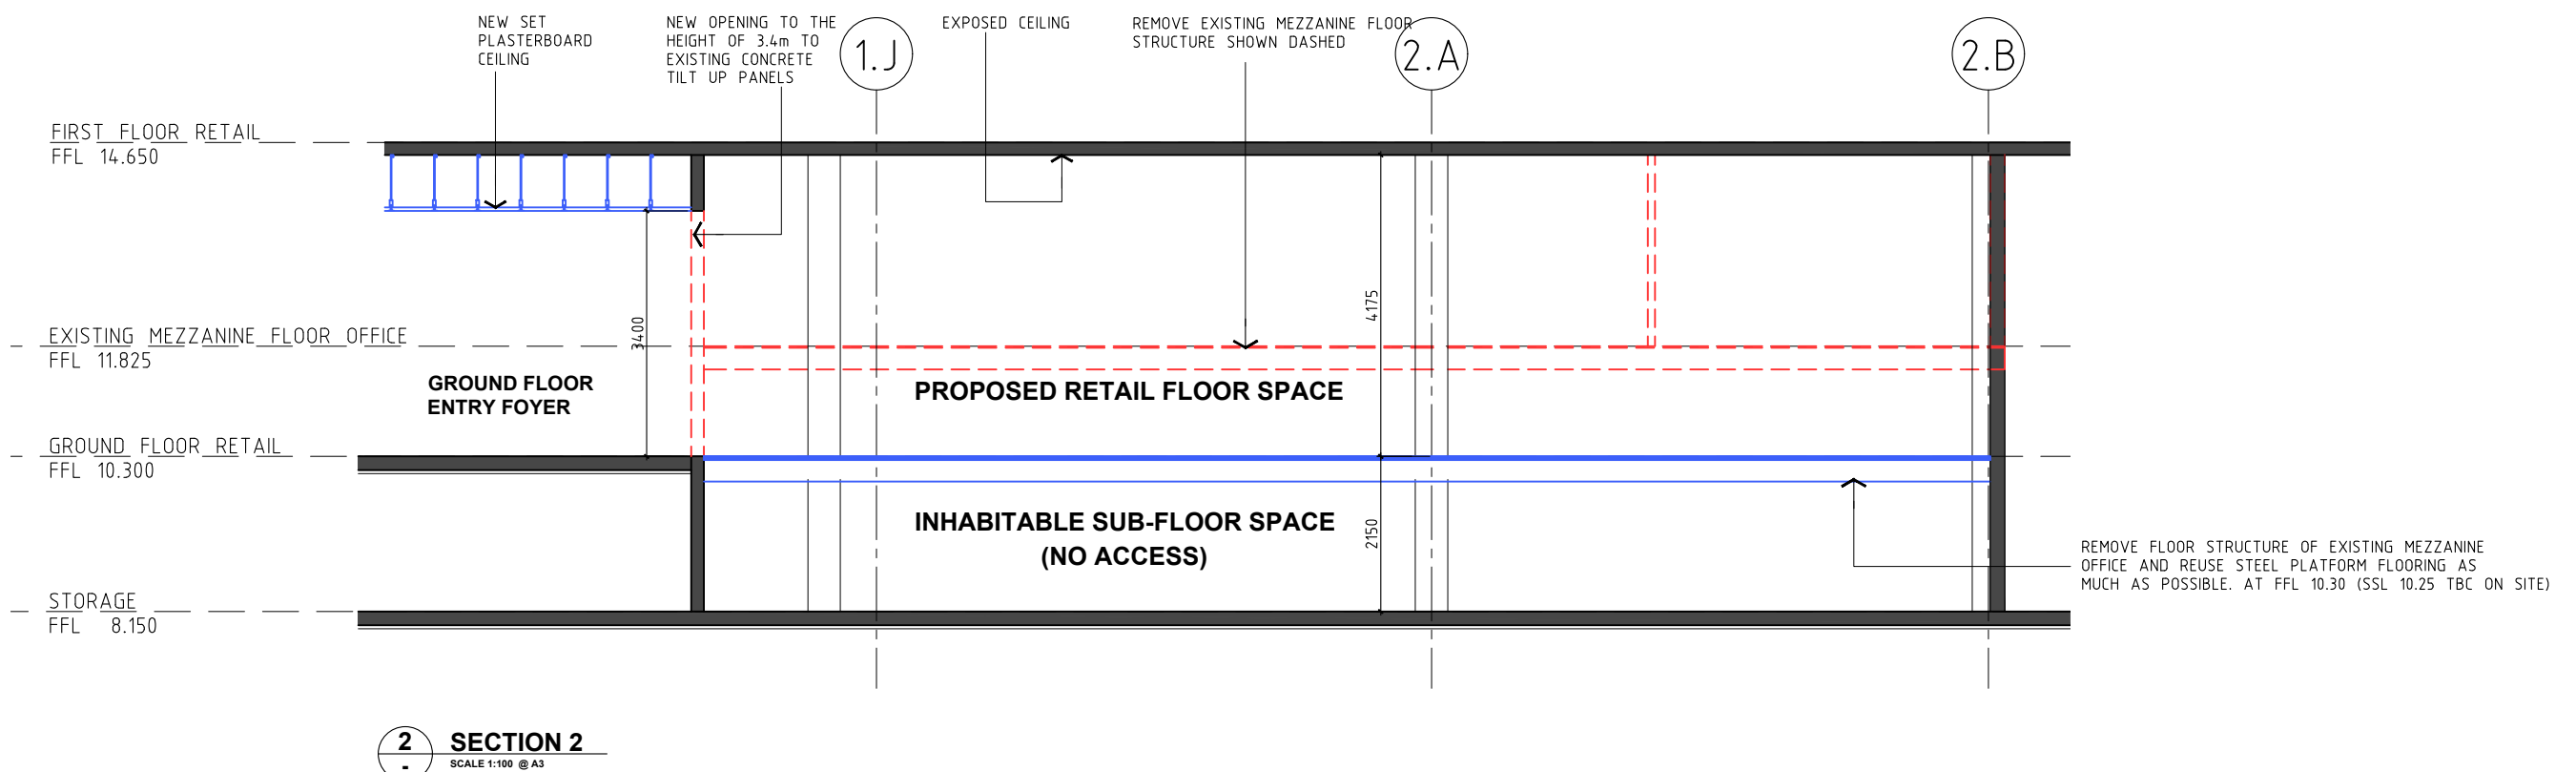 NEW SET
PLASTERBOARD
CEILING
NEW OPENING TO THE
HEIGHT OF 3.4m TO
EXISTING CONCRETE
TILT UP PANELS
1.J
EXPOSED CEILING
REMOVE EXISTING MEZZANINE FLOOR
STRUCTURE SHOWN DASHED
2.A
2.B
FIRST FLOOR RETAIL
FFL 14.650
EXISTING MEZZANINE FLOOR OFFICE
FFL 11.825
3400
4175
GROUND FLOOR
ENTRY FOYER
PROPOSED RETAIL FLOOR SPACE
GROUND FLOOR RETAIL
FFL 10.300
INHABITABLE SUB-FLOOR SPACE
(NO ACCESS)
2150
REMOVE FLOOR STRUCTURE OF EXISTING MEZZANINE
OFFICE AND REUSE STEEL PLATFORM FLOORING AS
MUCH AS POSSIBLE. AT FFL 10.30 (SSL 10.25 TBC ON SITE)
STORAGE
FFL 8.150
2
-
SECTION 2
SCALE 1:100 @ A3